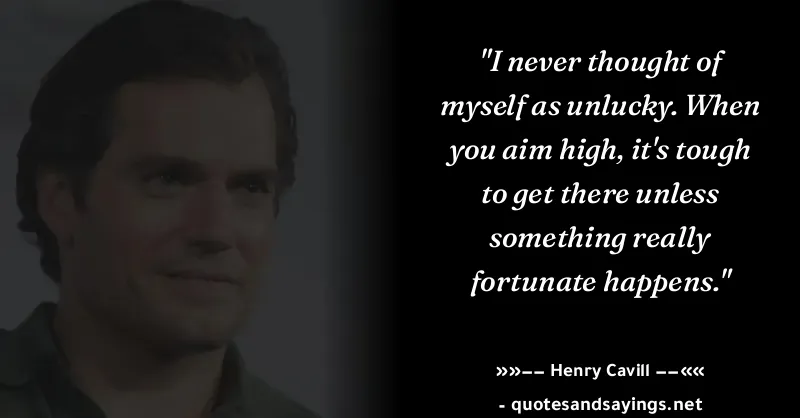 "I never thought of
myself as unlucky. When
you aim high, it's tough
to get there unless
something really
fortunate happens."
»»−− Henry Cavill −−««
- quotesandsayings.net